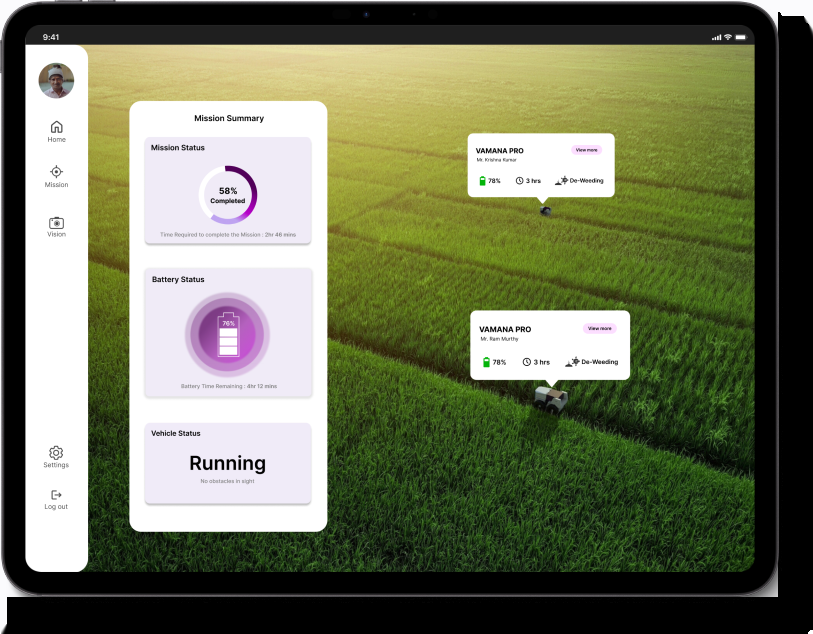 9:41
Home
Mission
Vision
Settings
Log out
Mission Summary
Mission Status
58%
Completed
Time Required to complete the Mission : 2hr 46 mins
Battery Status
76%
Battery Time Remaining : 4hr 12 mins
Vehicle Status
Running
No obstacles in sight
VAMANA PRO
View more
Mr. Krishna Kumar
78%
3 hrs
De-Weeding
VAMANA PRO
View more
Mr. Ram Murthy
78%
3 hrs
De-Weeding